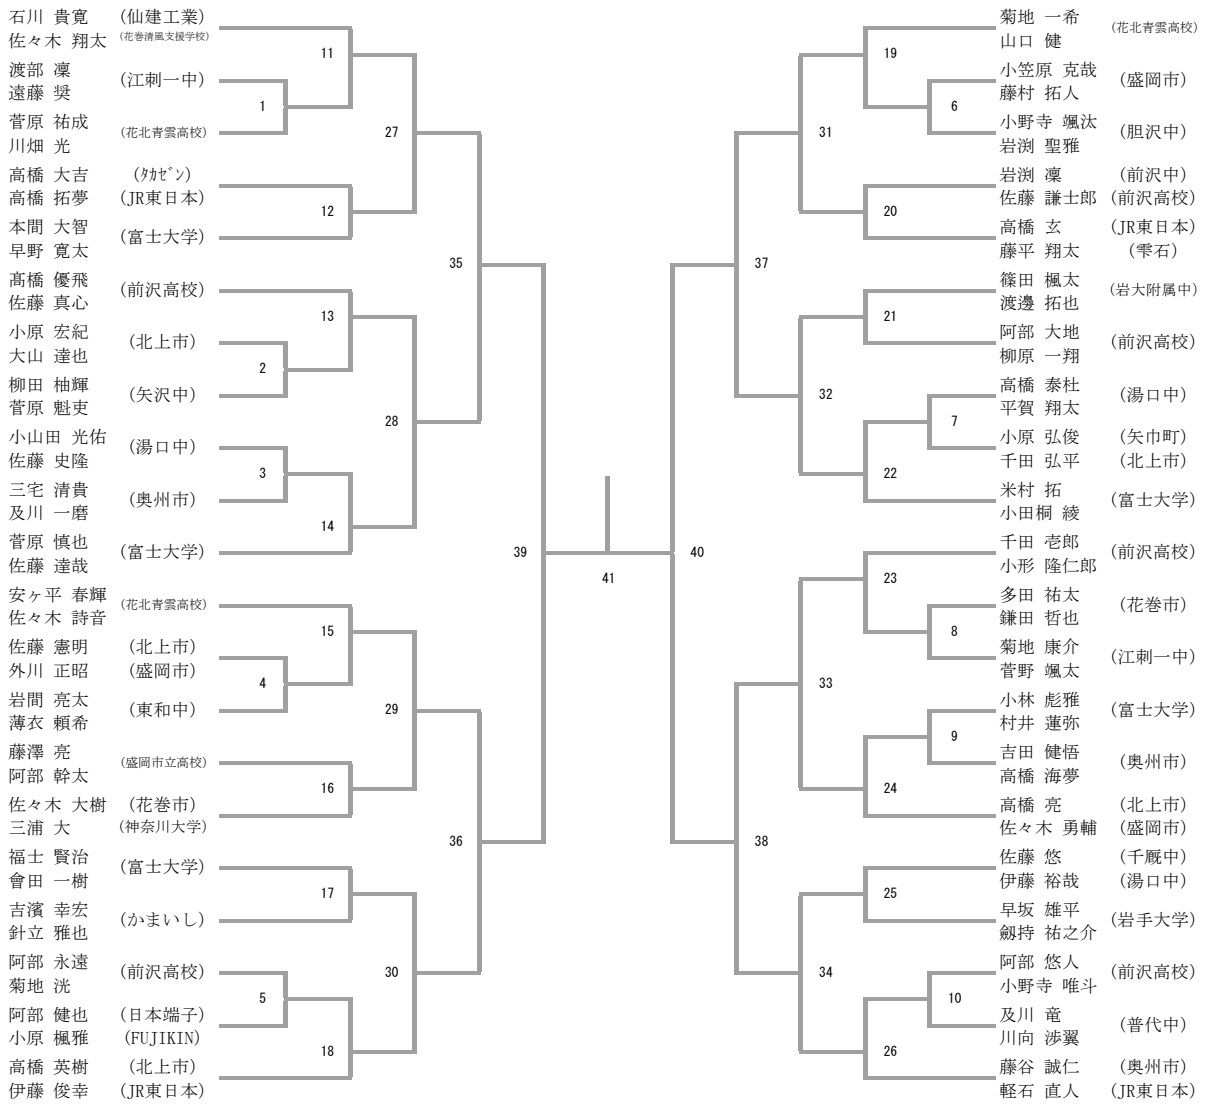 石川 貴寛 (仙建工業)
佐々木 翔太 (花巻清風支援学校)
11
渡部 凜
遠藤 奨
(江刺一中)
1
菅原 祐成
川畑 光
(花北青雲高校)
27
高橋 大吉 (ﾀｶｾﾞﾝ)
高橋 拓夢 (JR東日本)
12
本間 大智
早野 寛太
(富士大学)
35
髙橋 優飛
佐藤 真心
(前沢高校)
13
小原 宏紀
大山 達也
(北上市)
2
柳田 柚輝
菅原 魁吏
(矢沢中)
28
小山田 光佑
佐藤 史隆
(湯口中)
3
三宅 清貴
及川 一磨
(奥州市)
14
菅原 慎也
佐藤 達哉
(富士大学)
39
安ヶ平 春輝
佐々木 詩音
(花北青雲高校)
15
佐藤 憲明 (北上市)
外川 正昭 (盛岡市)
4
岩間 亮太
薄衣 頼希
(東和中)
29
藤澤 亮
阿部 幹太
(盛岡市立高校)
16
佐々木 大樹 (花巻市)
三浦 大 (神奈川大学)
36
福士 賢治
會田 一樹
(富士大学)
17
吉濱 幸宏
針立 雅也
(かまいし)
阿部 永遠
菊地 洸
(前沢高校)
30
5
阿部 健也 (日本端子)
小原 楓雅 (FUJIKIN)
18
高橋 英樹 (北上市)
伊藤 俊幸 (JR東日本)
41
菊地 一希
山口 健
(花北青雲高校)
19
小笠原 克哉
藤村 拓人
(盛岡市)
6
小野寺 颯汰
岩渕 聖雅
(胆沢中)
31
岩渕 凜 (前沢中)
佐藤 謙士郎 (前沢高校)
20
高橋 玄 (JR東日本)
藤平 翔太 (雫石)
37
篠田 楓太
渡邊 拓也
(岩大附属中)
21
阿部 大地
柳原 一翔
(前沢高校)
32
高橋 泰杜
平賀 翔太
(湯口中)
7
小原 弘俊 (矢巾町)
千田 弘平 (北上市)
22
米村 拓
小田桐 綾
(富士大学)
40
千田 壱郎
小形 隆仁郎
(前沢高校)
23
多田 祐太
鎌田 哲也
(花巻市)
8
菊地 康介
菅野 颯太
(江刺一中)
33
小林 彪雅
村井 蓮弥
(富士大学)
9
吉田 健悟
高橋 海夢
(奥州市)
24
高橋 亮 (北上市)
佐々木 勇輔 (盛岡市)
38
佐藤 悠 (千厩中)
伊藤 裕哉 (湯口中)
25
早坂 雄平
劔持 祐之介
(岩手大学)
34
阿部 悠人
小野寺 唯斗
(前沢高校)
10
及川 竜
川向 渉翼
(普代中)
26
藤谷 誠仁 (奥州市)
軽石 直人 (JR東日本)